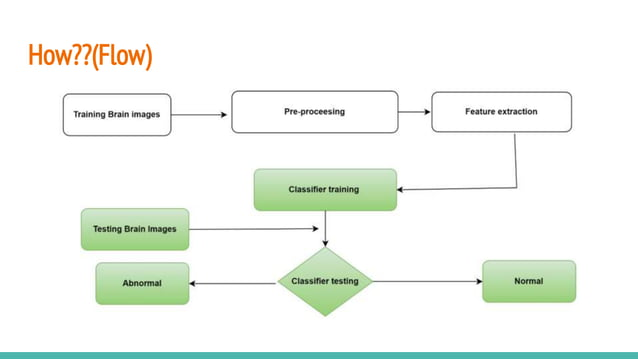 How??(Flow)
Training Brain images
Pre-proceesing
Feature extraction
Classifier training
Testing Brain Images
Abnormal
Classifier testing
Normal